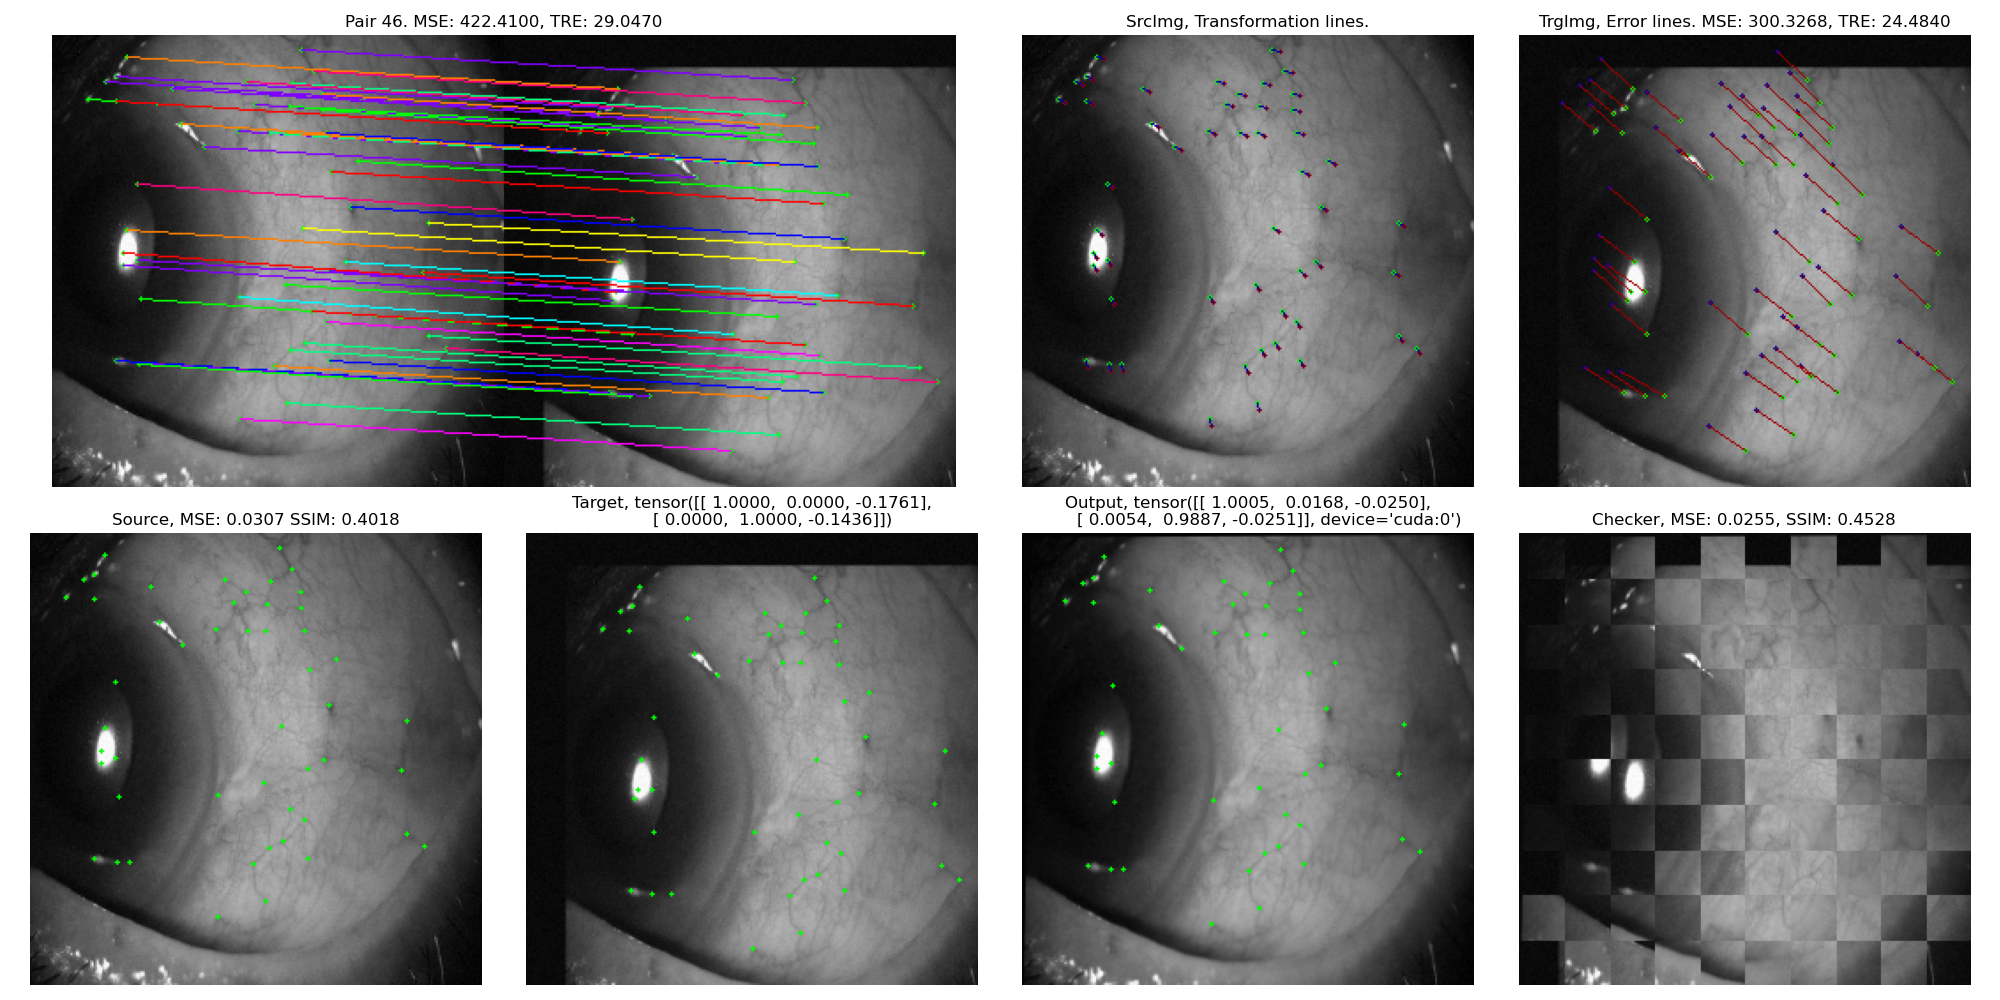 Pair 46. MSE: 422.4100, TRE: 29.0470
SrcImg, Transformation lines.
TrgImg, Error lines. MSE: 300.3268, TRE: 24.4840
Source, MSE: 0.0307 SSIM: 0.4018
Target, tensor([[ 1.0000,  0.0000, -0.1761],
[ 0.0000,  1.0000, -0.1436]])
Output, tensor([[ 1.0005,  0.0168, -0.0250],
[ 0.0054,  0.9887, -0.0251]], device='cuda:0')
Checker, MSE: 0.0255, SSIM: 0.4528